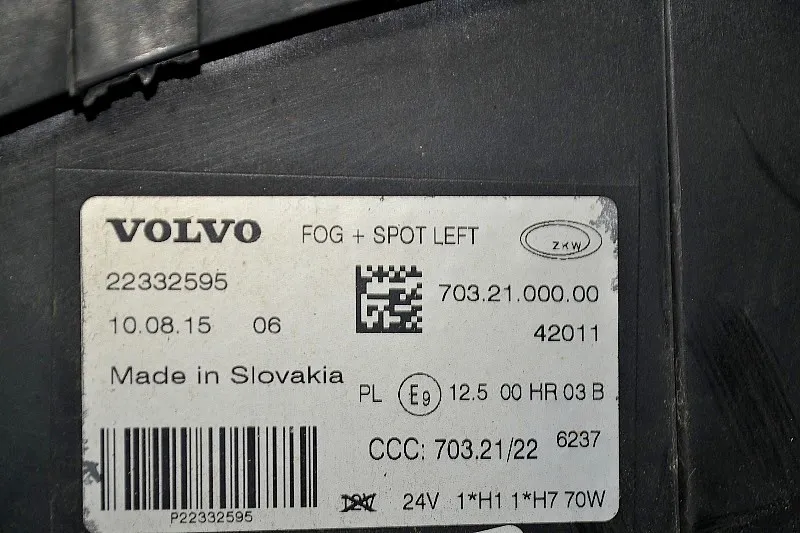 VOLVO FOG + SPOT LEFT ZKW
22332595 703.21.000.00
10.08.15 06 42011
Made in Slovakia
PL E9 12.5 00 HR 03 B
CCC: 703.21/22 6237
12V 24V 1*H1 1*H7 70W
P22332595